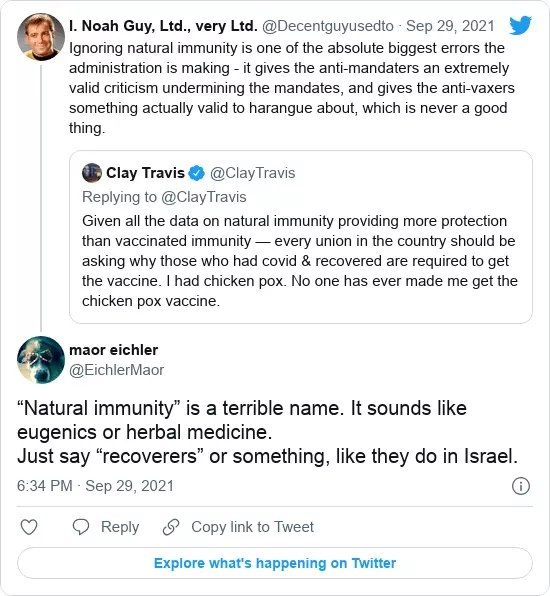 I. Noah Guy, Ltd., very Ltd. @Decentguyusedto · Sep 29, 2021
Ignoring natural immunity is one of the absolute biggest errors the
administration is making - it gives the anti-mandaters an extremely
valid criticism undermining the mandates, and gives the anti-vaxers
something actually valid to harangue about, which is never a good
thing.
Clay Travis @ClayTravis
Replying to @ClayTravis
Given all the data on natural immunity providing more protection
than vaccinated immunity — every union in the country should be
asking why those who had covid & recovered are required to get
the vaccine. I had chicken pox. No one has ever made me get the
chicken pox vaccine.
maor eichler
@EichlerMaor
“Natural immunity” is a terrible name. It sounds like
eugenics or herbal medicine.
Just say “recoverers” or something, like they do in Israel.
6:34 PM · Sep 29, 2021
Reply Copy link to Tweet
Explore what's happening on Twitter